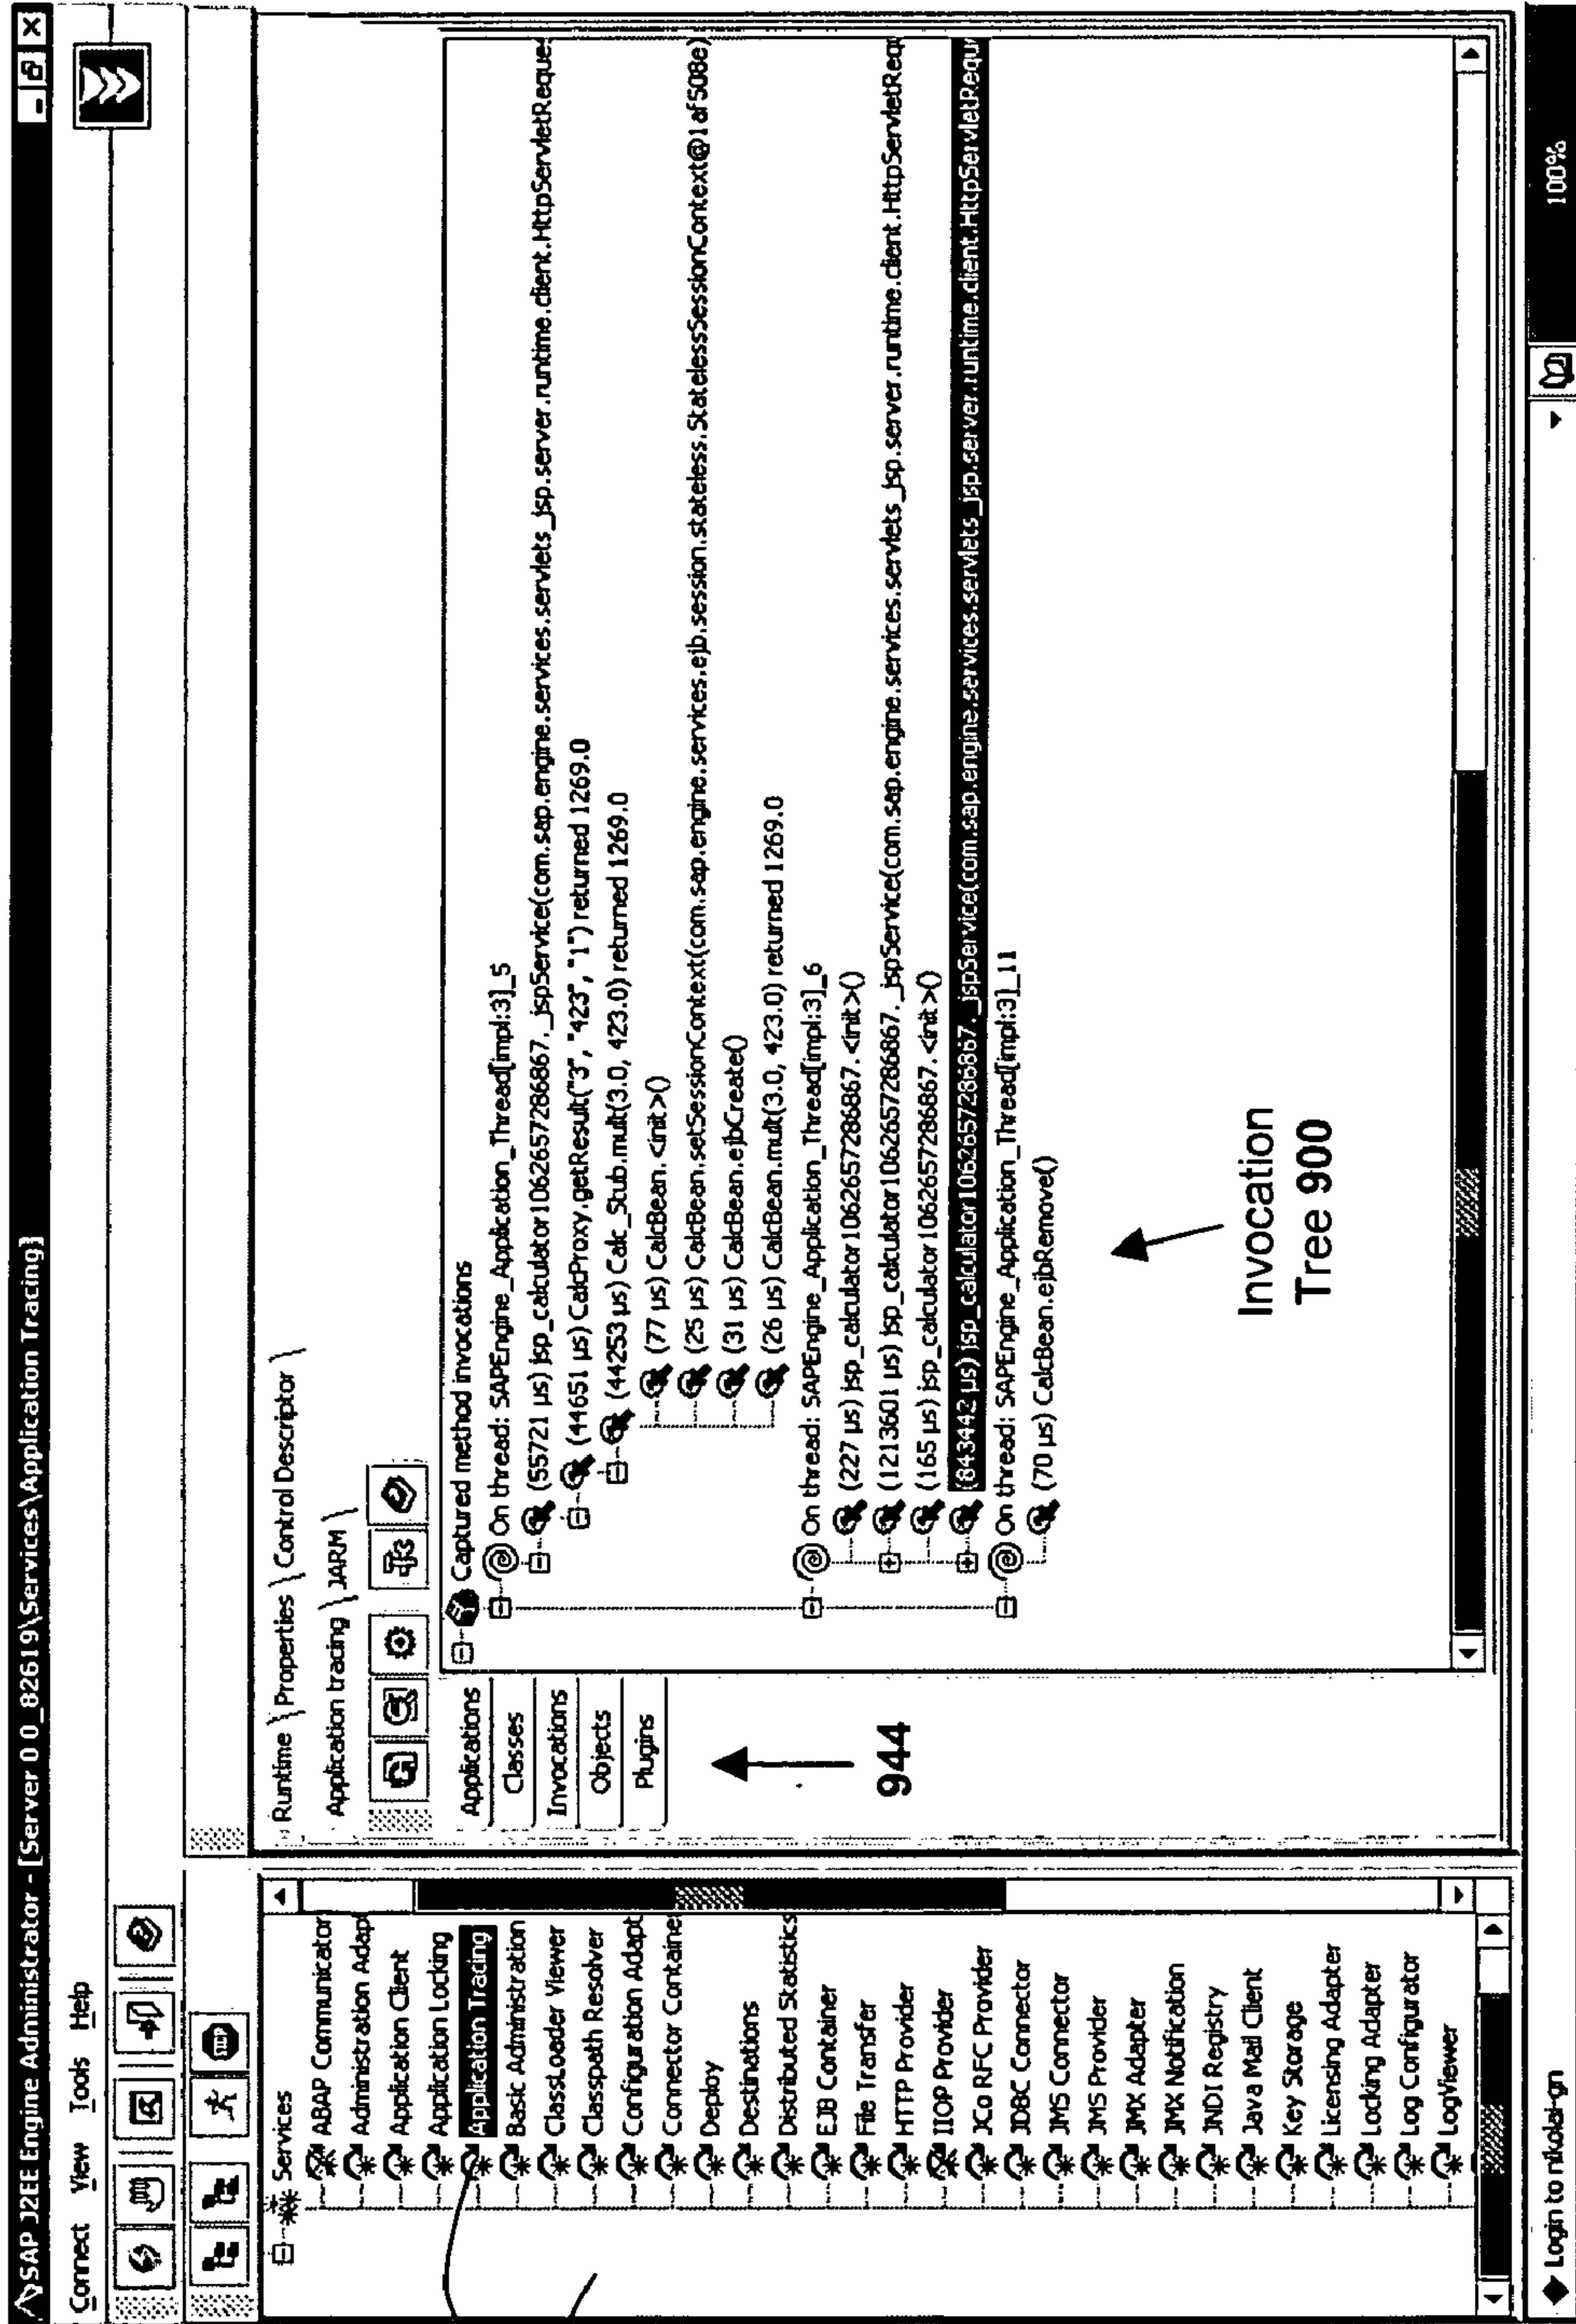 SAP J2EE Engine Administrator - [Server 0 0_82619\Services\Application Tracing]
Connect View Tools Help
Services
ABAP Communicator
Administration Adapt
Application Client
Application Locking
Application Tracing
Basic Administration
ClassLoader Viewer
Classpath Resolver
Configuration Adapt
Connector Containe
Deploy
Destinations
Distributed Statistics
EJB Container
File Transfer
HTTP Provider
IIOP Provider
JCo RFC Provider
JDBC Connector
JMS Connector
JMS Provider
JMX Adapter
JMX Notification
JNDI Registry
Java Mail Client
Key Storage
Licensing Adapter
Locking Adapter
Log Configurator
LogViewer
Runtime Properties Control Descriptor
Application tracing JARM
Applications
Classes
Invocations
Objects
Plugins
944
Captured method invocations
On thread: SAPEngine_Application_Thread[impl:3]_5
(55721 µs) jsp_calculator1062657286867._jspService(com.sap.engine.services.servlets_jsp.server.runtime.client.HttpServletReques
(44651 µs) CalcProxy.getResult("3", "423", "1") returned 1269.0
(44253 µs) Calc_Stub.mult(3.0, 423.0) returned 1269.0
(77 µs) CalcBean.<init>()
(25 µs) CalcBean.setSessionContext(com.sap.engine.services.ejb.session.stateless.StatelessSessionContext@1af508e)
(31 µs) CalcBean.ejbCreate()
(26 µs) CalcBean.mult(3.0, 423.0) returned 1269.0
On thread: SAPEngine_Application_Thread[impl:3]_6
(227 µs) jsp_calculator1062657286867.<init>()
(1213601 µs) jsp_calculator1062657286867._jspService(com.sap.engine.services.servlets_jsp.server.runtime.client.HttpServletReq
(165 µs) jsp_calculator1062657286867.<init>()
(843442 µs) jsp_calculator1062657286867._jspService(com.sap.engine.services.servlets_jsp.server.runtime.client.HttpServletRequ
On thread: SAPEngine_Application_Thread[impl:3]_11
(70 µs) CalcBean.ejbRemove()
Invocation
Tree 900
Login to nikolai-gn
100%